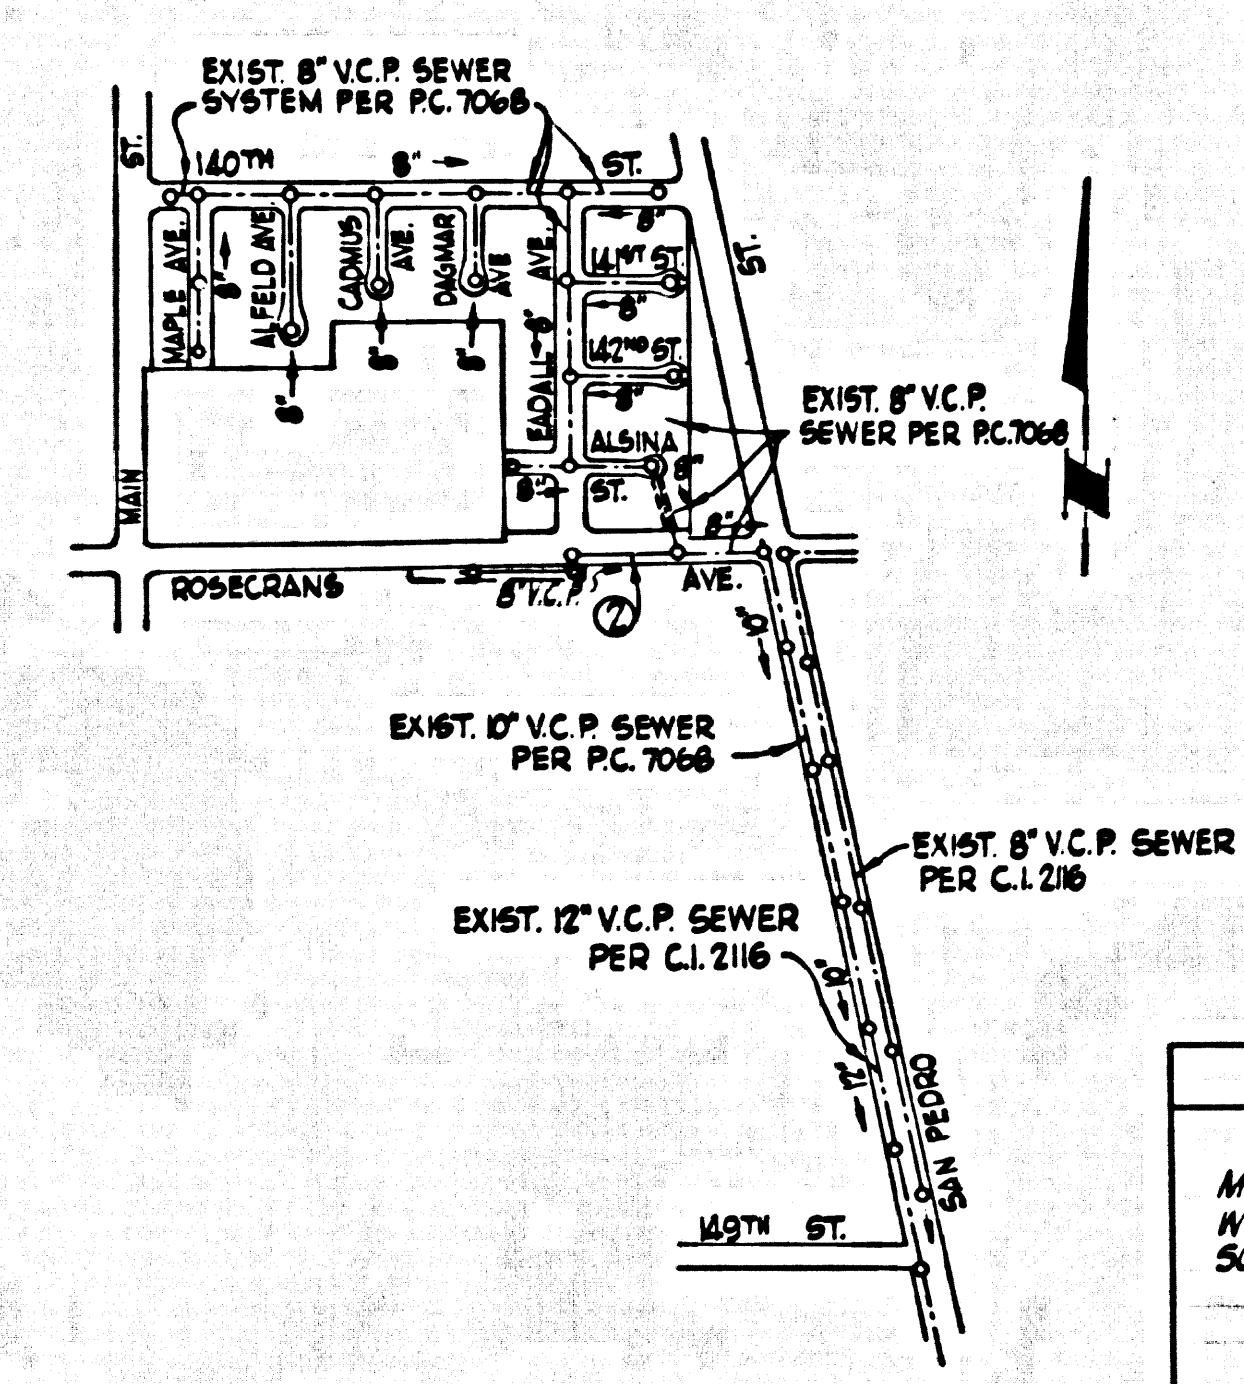 EXIST. 8" V.C.P. SEWER
SYSTEM PER P.C. 7068
ST.
140TH
8"
ST.
MAPLE AVE.
8"
ALFELD AVE.
CADMUS
AVE.
DAGMAR
AVE
EADALL AVE.
8"
8"
141ST ST.
ST.
8"
142ND ST.
8"
8"
8"
8"
EXIST. 8" V.C.P.
SEWER PER P.C. 7068
ALSINA
ST.
8"
8"
8"
MAIN
ROSECRANS
AVE.
8" V.C.P.
2
10"
EXIST. 10" V.C.P. SEWER
PER P.C. 7068
EXIST. 8" V.C.P. SEWER
PER C.I. 2116
EXIST. 12" V.C.P. SEWER
PER C.I. 2116
10"
12"
SAN PEDRO
149TH ST.